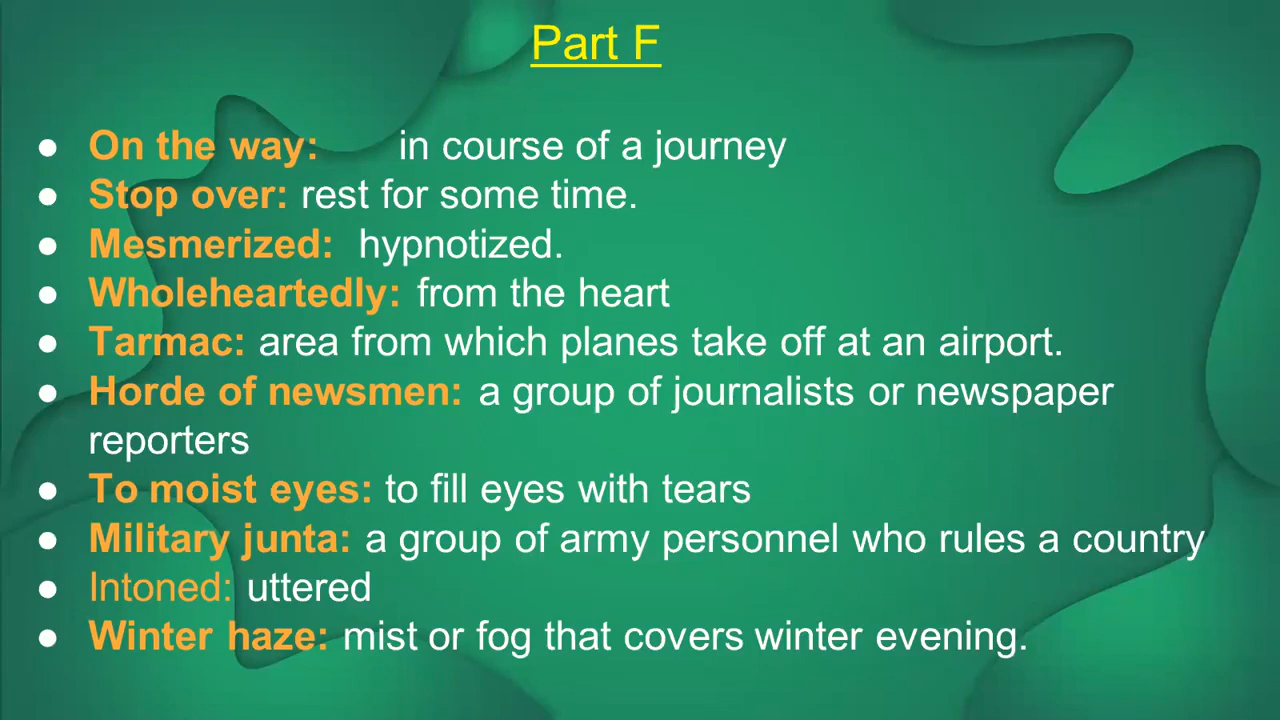 Part F
● On the way: in course of a journey
● Stop over: rest for some time.
● Mesmerized: hypnotized.
● Wholeheartedly: from the heart
● Tarmac: area from which planes take off at an airport.
● Horde of newsmen: a group of journalists or newspaper
reporters
● To moist eyes: to fill eyes with tears
● Military junta: a group of army personnel who rules a country
● Intoned: uttered
● Winter haze: mist or fog that covers winter evening.